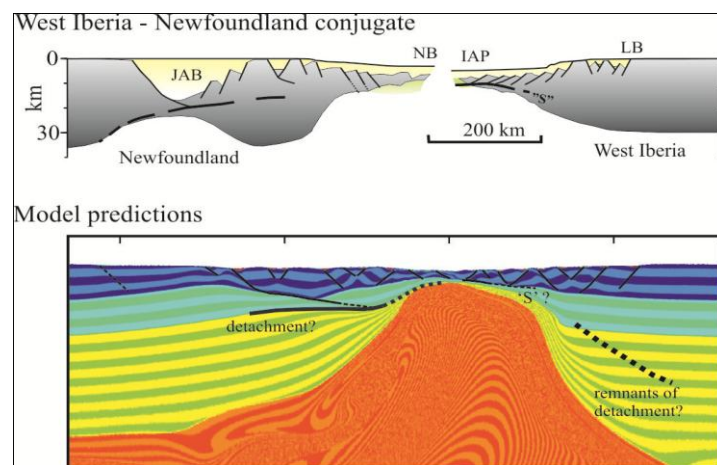 West Iberia - Newfoundland conjugate
0
NB
IAP
LB
JAB
km
"S"
30
200 km
Newfoundland
West Iberia
Model predictions
'S' ?
detachment?
remnants of
detachment?